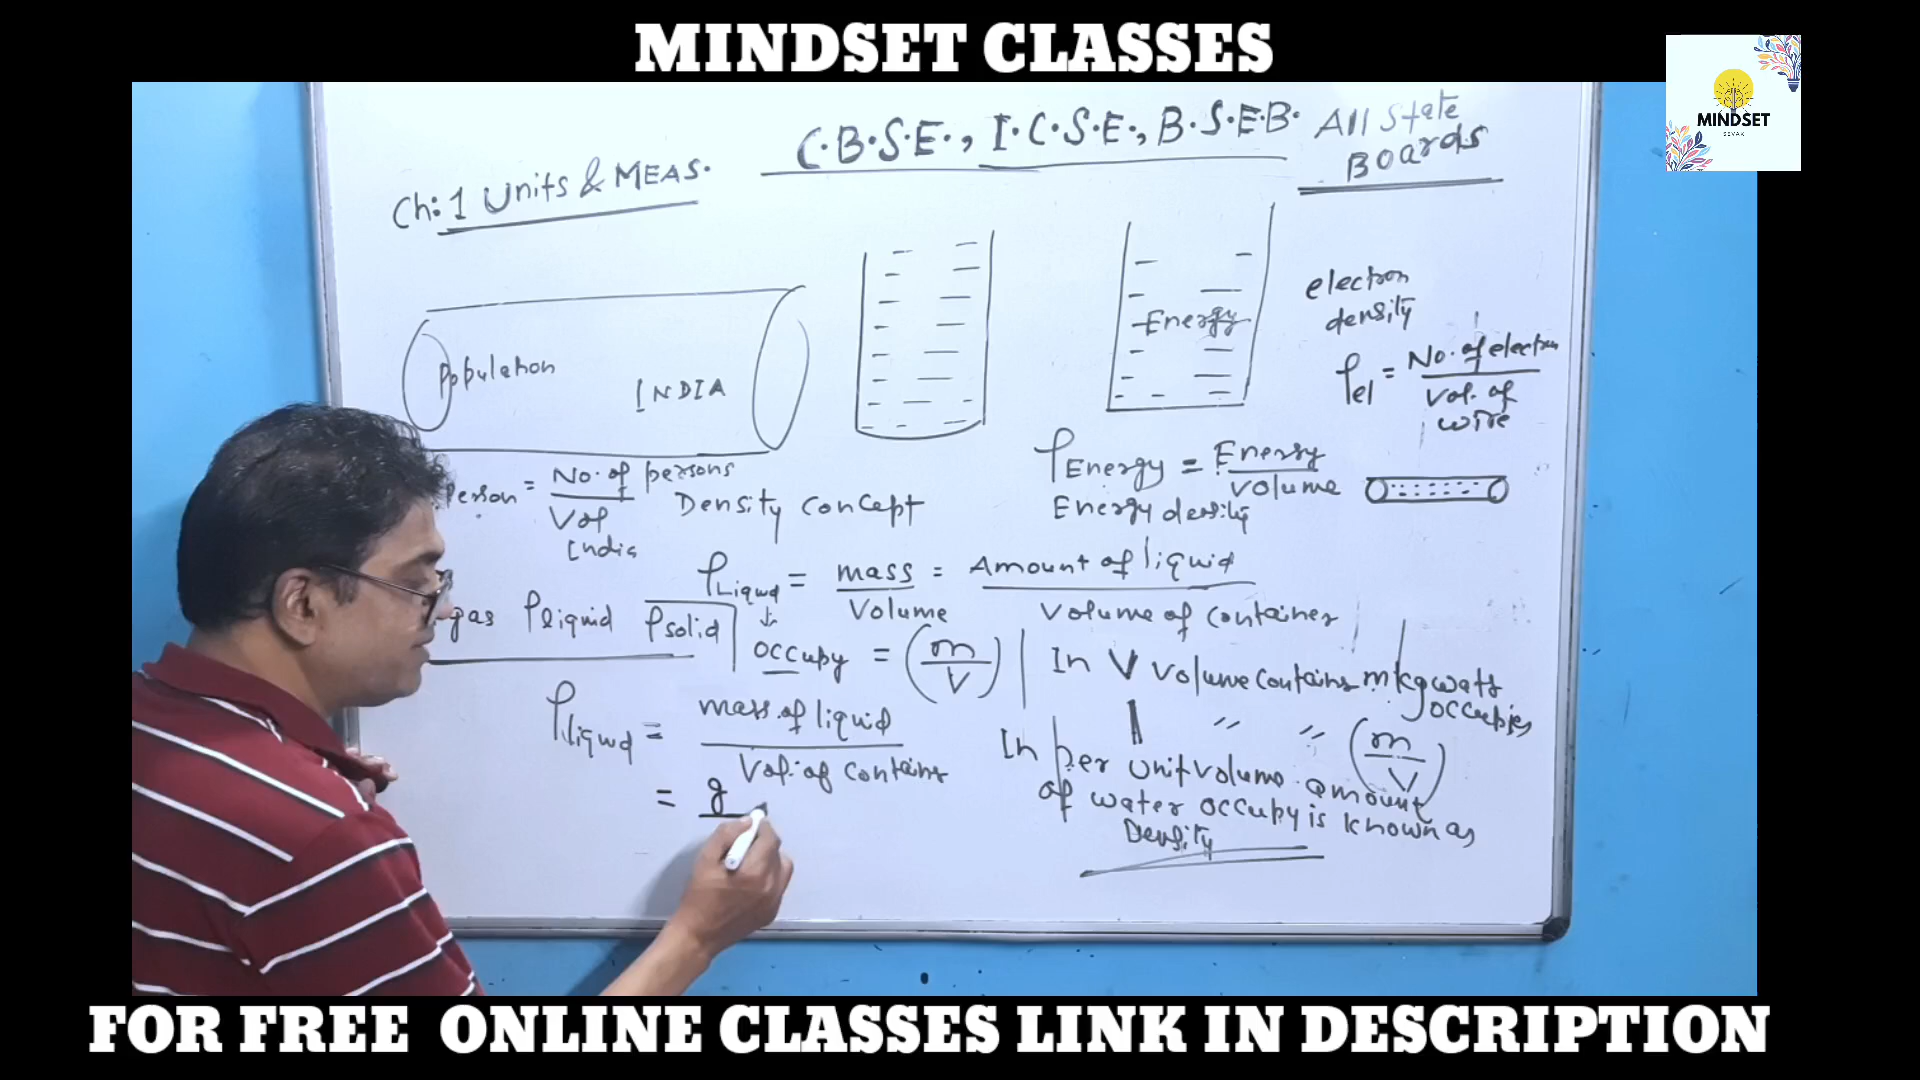 MINDSET CLASSES
MINDSET
SEVAK
C.B.S.E., I.C.S.E., B.S.E.B. All State
Boards
Ch: 1 Units & MEAS.
Population
INDIA
Energy
electron
density
ρel = No. of electron
Vol. of
wire
Person = No. of persons
Vof
India
Density concept
ρEnergy = Energy
Volume
Energy density
ρLiquid = mass = Amount of liquid
Volume Volume of container
gas ρliquid ρsolid
occupy = (m/V)
In V Volume contains m kg
occupies
ρLiquid = mass of liquid
Vol. of
1 " " (m/V)
In per unit volume amount
of water occupy is known as
Density
= g
FOR FREE ONLINE CLASSES LINK IN DESCRIPTION